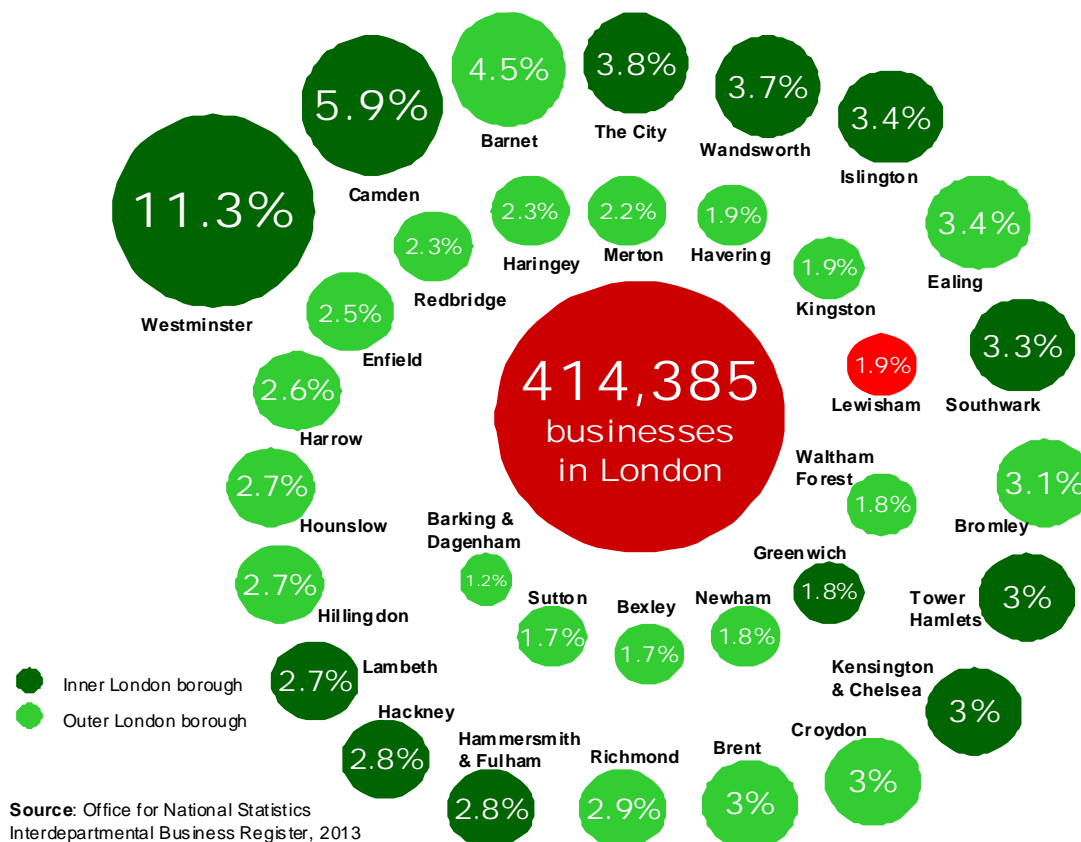 11.3%
Westminster
5.9%
Camden
4.5%
Barnet
3.8%
The City
3.7%
Wandsworth
3.4%
Islington
3.4%
Ealing
3.3%
Southwark
3.1%
Bromley
3%
Tower
Hamlets
3%
Kensington
& Chelsea
3%
Croydon
3%
Brent
2.9%
Richmond
2.8%
Hammersmith
& Fulham
2.8%
Hackney
2.7%
Lambeth
2.7%
Hillingdon
2.7%
Hounslow
2.6%
Harrow
2.5%
Enfield
2.3%
Redbridge
2.3%
Haringey
2.2%
Merton
1.9%
Havering
1.9%
Kingston
1.9%
Lewisham
Waltham
Forest
1.8%
Greenwich
1.8%
Newham
1.8%
Bexley
1.7%
Sutton
1.7%
Barking &
Dagenham
1.2%
414,385
businesses
in London
Inner London borough
Outer London borough
Source: Office for National Statistics
Interdepartmental Business Register, 2013